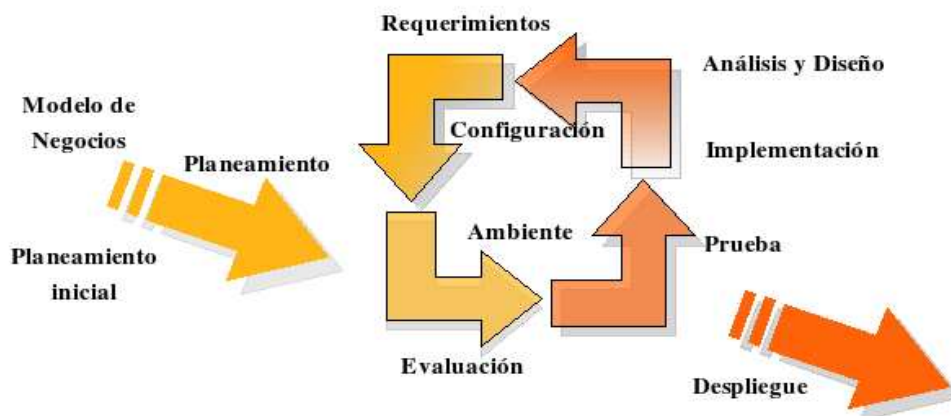 Requerimientos
Análisis y Diseño
Modelo de
Negocios
Configuración
Implementación
Planeamiento
Ambiente
Prueba
Planeamiento
inicial
Evaluación
Despliegue